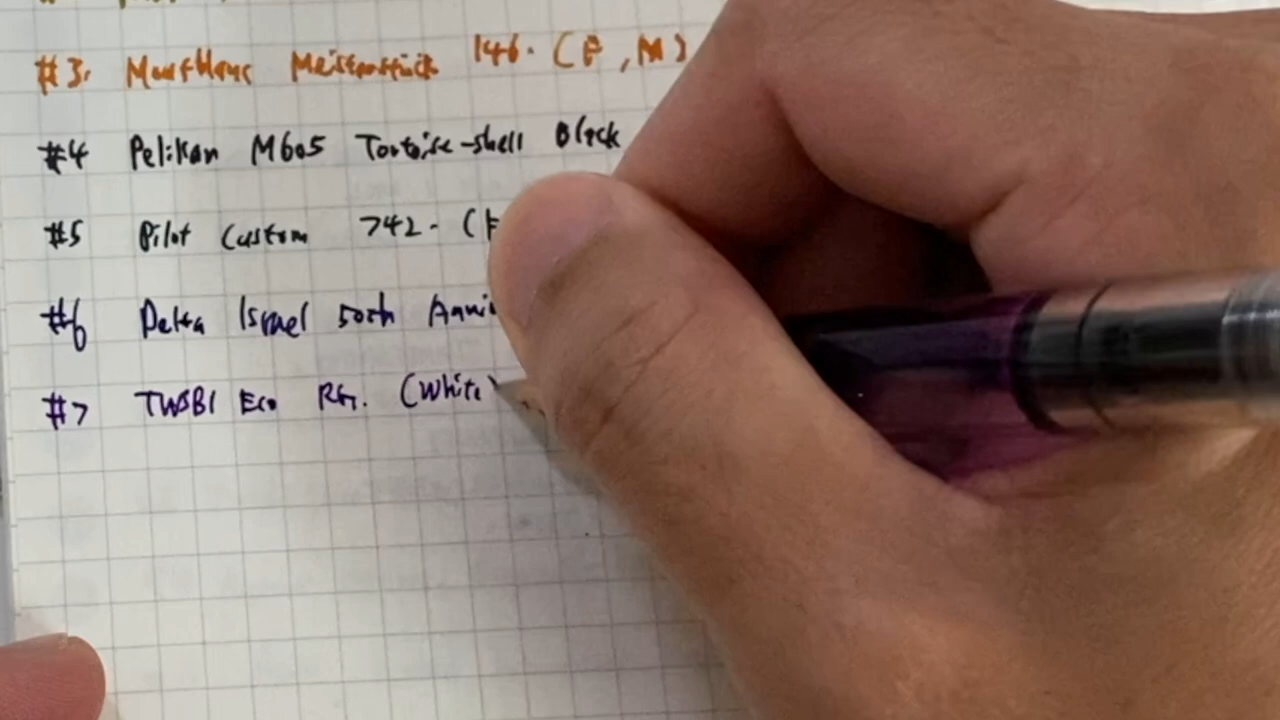 #3. Montblanc Meisterstück 146. (F, M)
#4 Pelikan M605 Tortoise-shell Black
#5 Pilot Custom 742. (F
#6 Delta Israel 50th Anni
#7 TWSBI Eco RG. (White)